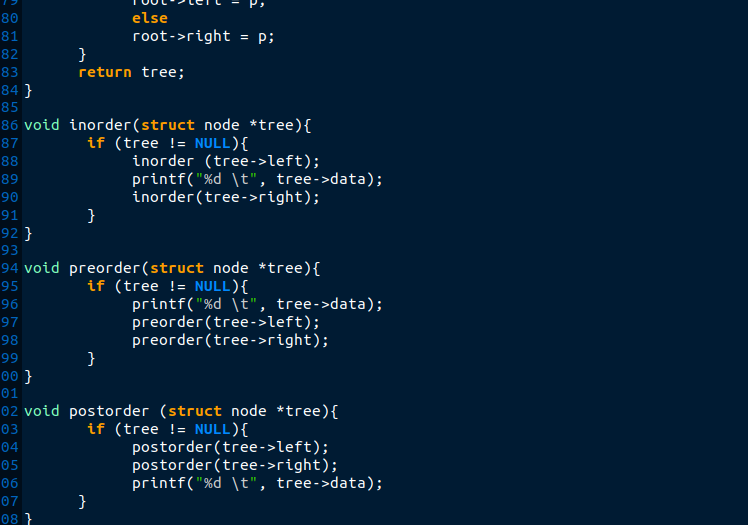 79 root->left = p;
80 else
81 root->right = p;
82 }
83 return tree;
84 }
85
86 void inorder(struct node *tree){
87 if (tree != NULL){
88 inorder (tree->left);
89 printf("%d \t", tree->data);
90 inorder(tree->right);
91 }
92 }
93
94 void preorder(struct node *tree){
95 if (tree != NULL){
96 printf("%d \t", tree->data);
97 preorder(tree->left);
98 preorder(tree->right);
99 }
00 }
01
02 void postorder (struct node *tree){
03 if (tree != NULL){
04 postorder(tree->left);
05 postorder(tree->right);
06 printf("%d \t", tree->data);
07 }
08 }